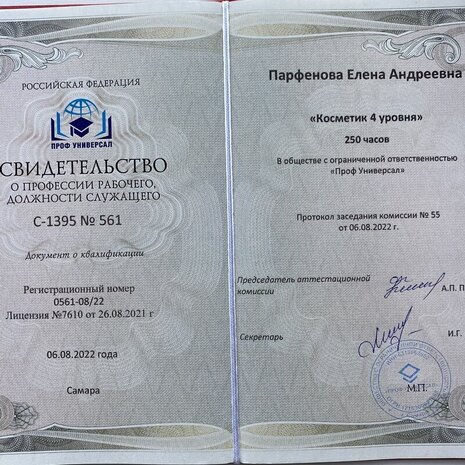 РОССИЙСКАЯ ФЕДЕРАЦИЯ
ПРОФ УНИВЕРСАЛ
СВИДЕТЕЛЬСТВО
О ПРОФЕССИИ РАБОЧЕГО,
ДОЛЖНОСТИ СЛУЖАЩЕГО
С-1395 № 561
Документ о квалификации
Регистрационный номер
0561-08/22
Лицензия №7610 от 26.08.2021 г
06.08.2022 года
Самара
Парфенова Елена Андреевна
«Косметик 4 уровня»
250 часов
В обществе с ограниченной ответственностью
«Проф Универсал»
Протокол заседания комиссии № 55
от 06.08.2022 г.
Председатель аттестационной
комиссии
А.П. П
Секретарь
И.Г.
М.П.